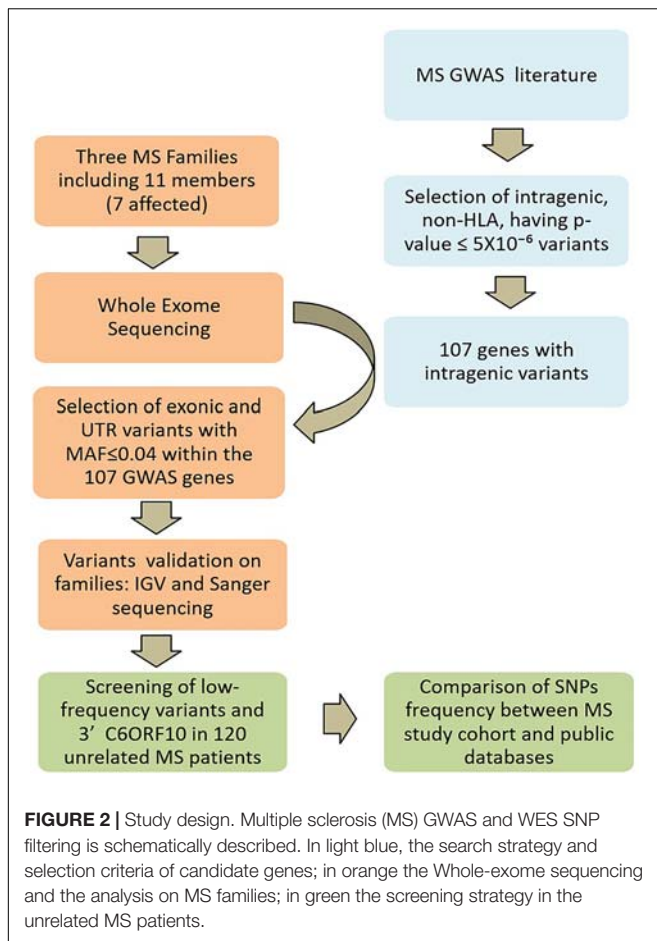 MS GWAS literature
Selection of intragenic,
non-HLA, having p-
value ≤ 5X10⁻⁶ variants
107 genes with
intragenic variants
Three MS Families
including 11 members
(7 affected)
Whole Exome
Sequencing
Selection of exonic and
UTR variants with
MAF≤0.04 within the
107 GWAS genes
Variants validation on
families: IGV and Sanger
sequencing
Screening of low-
frequency variants and
3′ C6ORF10 in 120
unrelated MS patients
Comparison of SNPs
frequency between MS
study cohort and public
databases
FIGURE 2 | Study design. Multiple sclerosis (MS) GWAS and WES SNP
filtering is schematically described. In light blue, the search strategy and
selection criteria of candidate genes; in orange the Whole-exome sequencing
and the analysis on MS families; in green the screening strategy in the
unrelated MS patients.